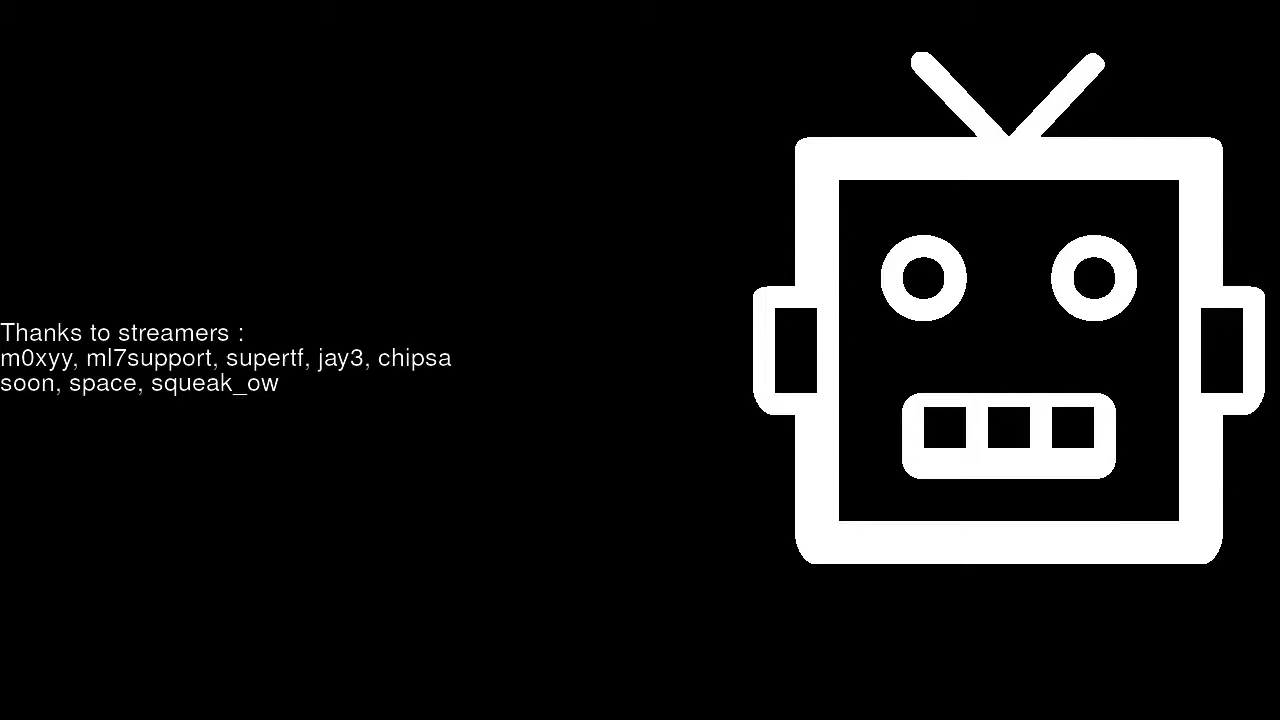 Thanks to streamers :
m0xyy, ml7support, supertf, jay3, chipsa
soon, space, squeak_ow